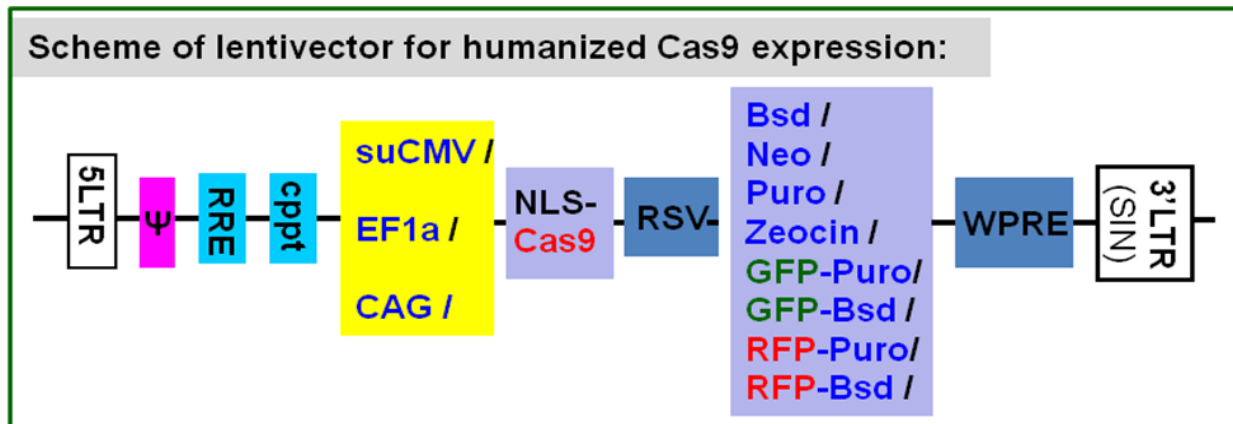 Scheme of lentivector for humanized Cas9 expression:
5LTR
Ψ
RRE
cppt
suCMV /
EF1a /
CAG /
NLS-
Cas9
RSV
Bsd /
Neo /
Puro /
Zeocin /
GFP-Puro/
GFP-Bsd /
RFP-Puro/
RFP-Bsd /
WPRE
3'LTR
(SIN)